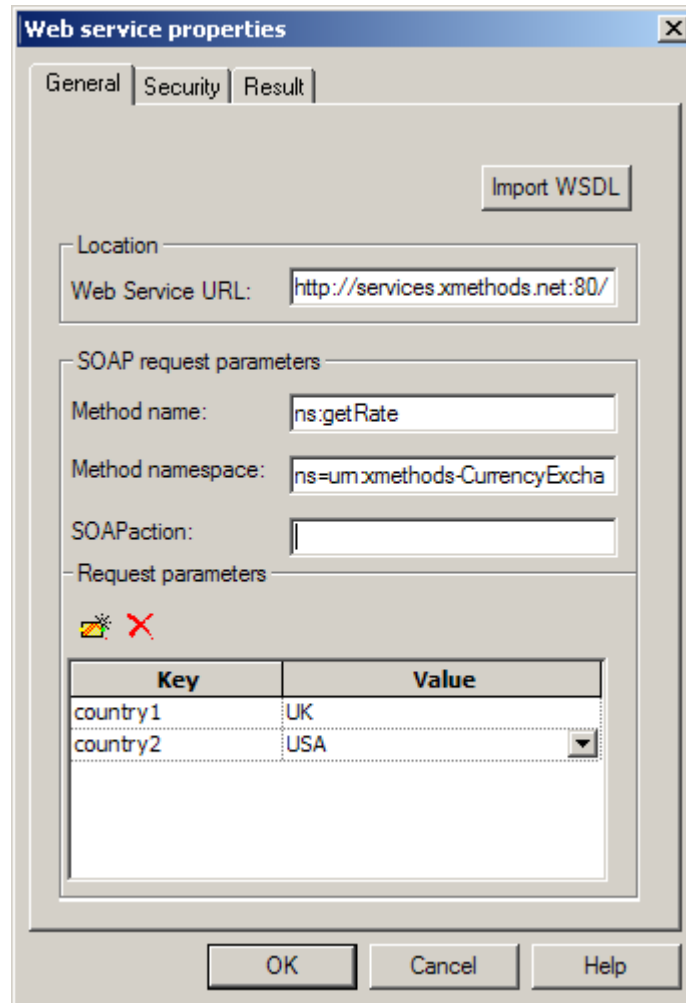 Web service properties
General Security Result
Import WSDL
Location
Web Service URL: http://services.xmethods.net:80/
SOAP request parameters
Method name: ns:getRate
Method namespace: ns=urn:xmethods-CurrencyExcha
SOAPaction:
Request parameters
Key Value
country1 UK
country2 USA
OK Cancel Help